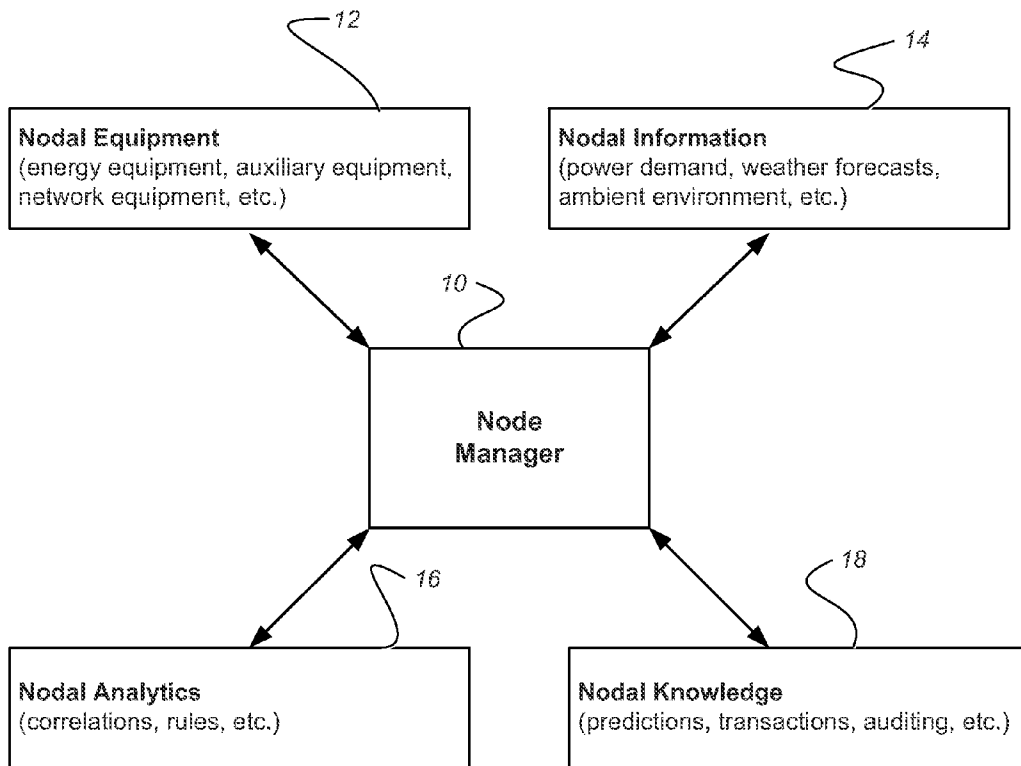 12
14
Nodal Equipment
(energy equipment, auxiliary equipment,
network equipment, etc.)
Nodal Information
(power demand, weather forecasts,
ambient environment, etc.)
10
Node
Manager
16
18
Nodal Analytics
(correlations, rules, etc.)
Nodal Knowledge
(predictions, transactions, auditing, etc.)